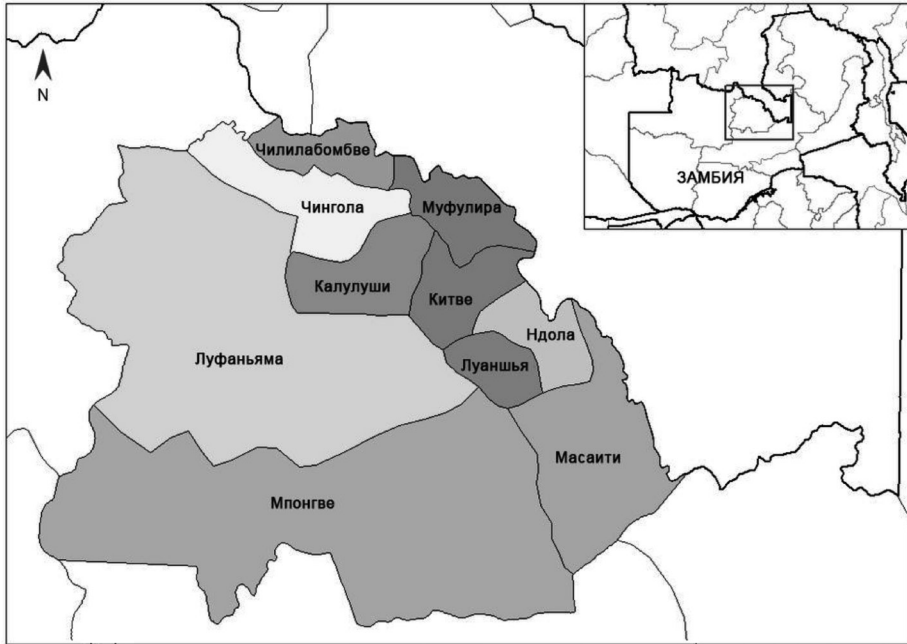 N
ЗАМБИЯ
Чилилабомбве
Чингола
Муфулира
Калулуши
Китве
Ндола
Луфаньяма
Луаншья
Масаити
Мпонгве